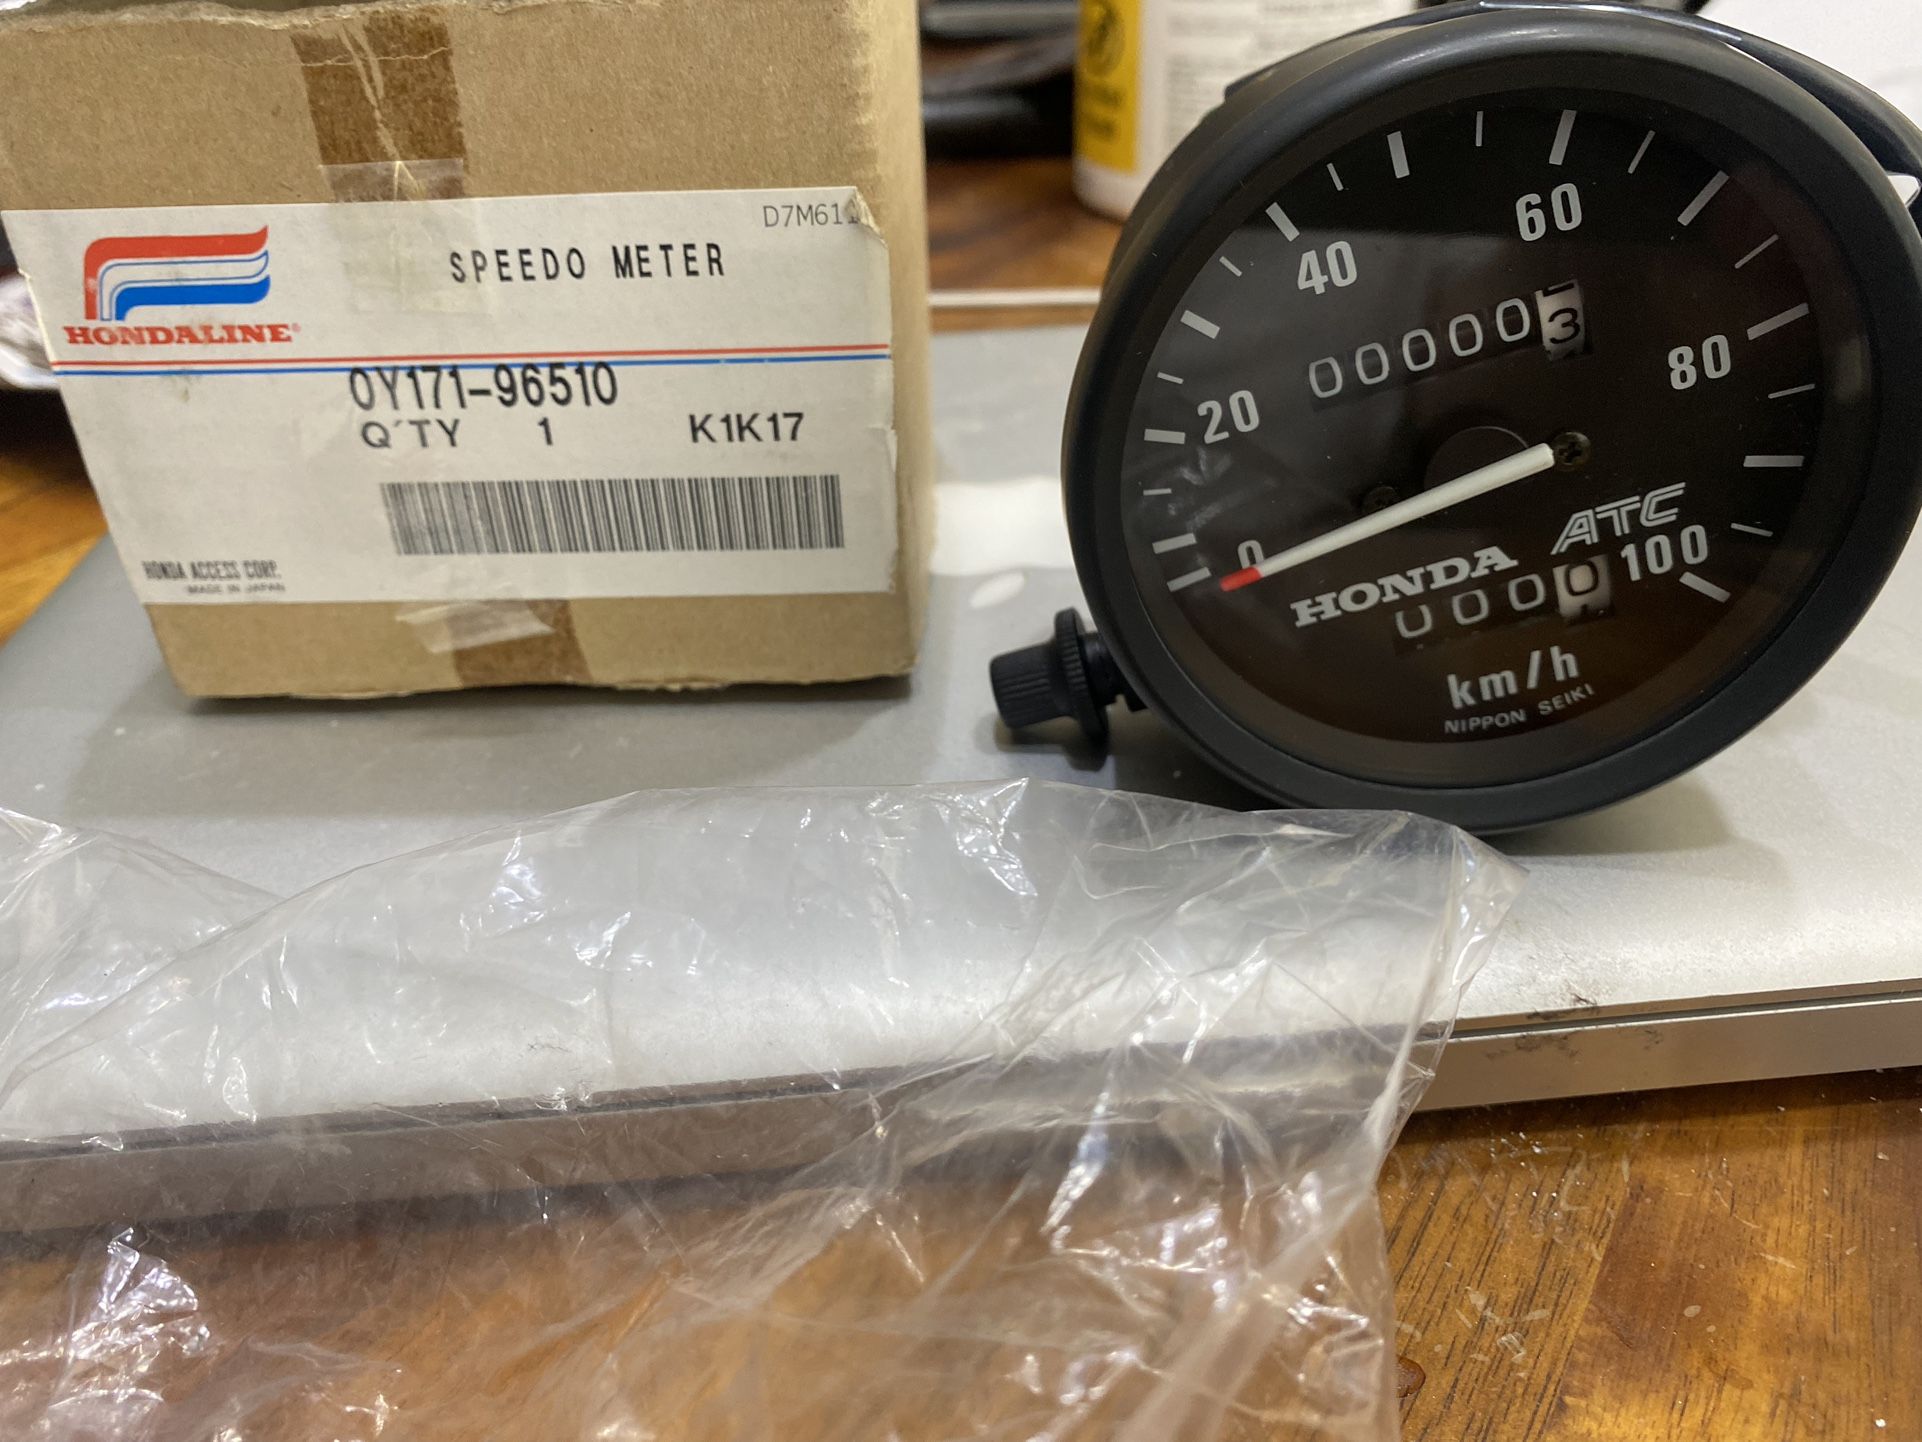 D7M611
SPEEDO METER
HONDALINE®
0Y171-96510
Q'TY 1 K1K17
HONDA ACCESS CORP.
MADE IN JAPAN
60
40
000003
80
20
ATC
0
HONDA
100
0000
km/h
NIPPON SEIKI